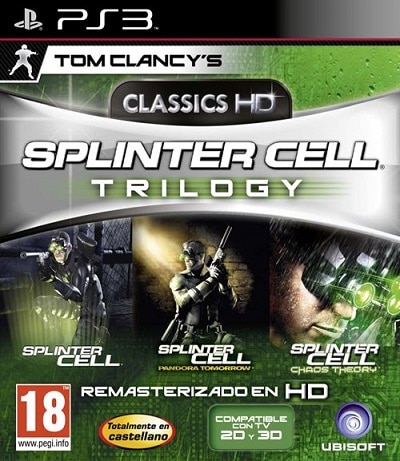 PS3
TOM CLANCY'S
CLASSICS HD
SPLINTER CELL®
TRILOGY
SPLINTER CELL
SPLINTER CELL
PANDORA TOMORROW™
SPLINTER CELL
CHAOS THEORY
REMASTERIZADO EN HD
18
www.pegi.info
Totalmente en
castellano
COMPATIBLE
CON TV
2D Y 3D
UBISOFT